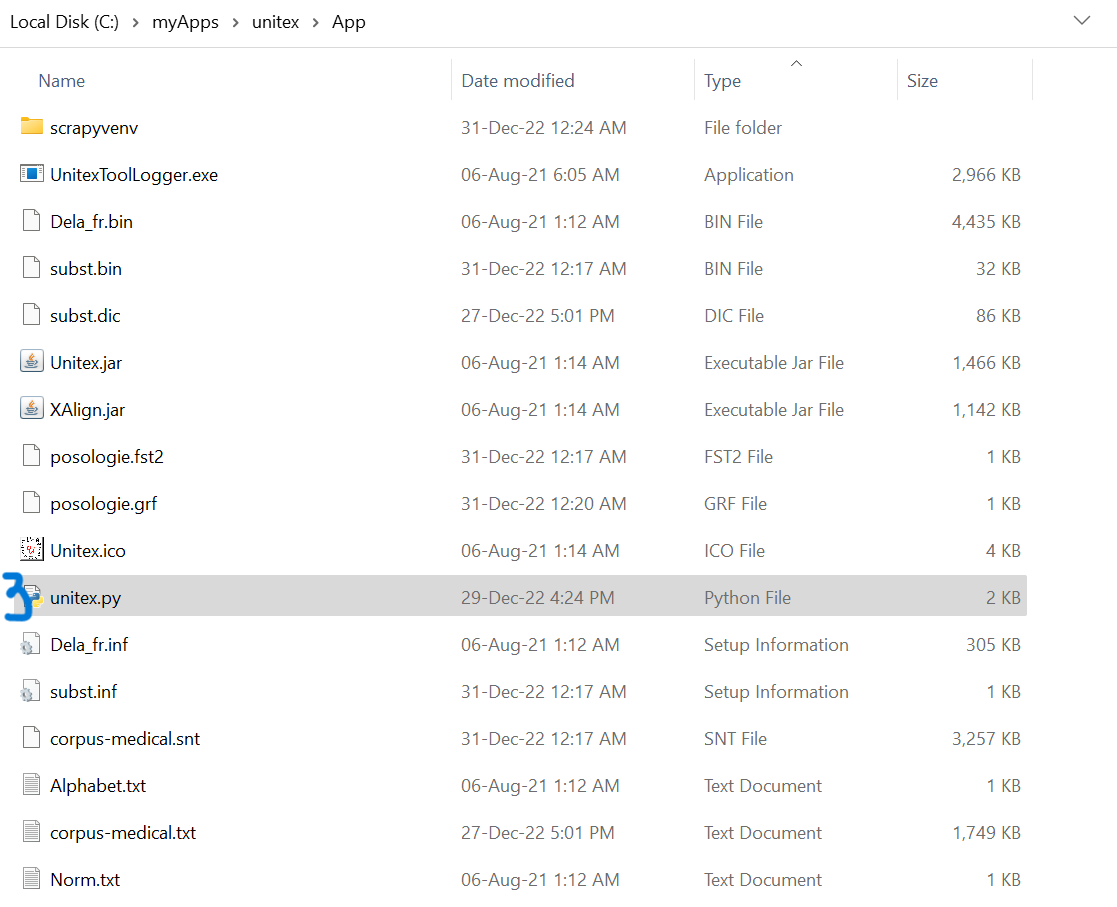 Local Disk (C:) > myApps > unitex > App
Name Date modified Type Size
scrapyvenv 31-Dec-22 12:24 AM File folder
UnitexToolLogger.exe 06-Aug-21 6:05 AM Application 2,966 KB
Dela_fr.bin 06-Aug-21 1:12 AM BIN File 4,435 KB
subst.bin 31-Dec-22 12:17 AM BIN File 32 KB
subst.dic 27-Dec-22 5:01 PM DIC File 86 KB
Unitex.jar 06-Aug-21 1:14 AM Executable Jar File 1,466 KB
XAlign.jar 06-Aug-21 1:14 AM Executable Jar File 1,142 KB
posologie.fst2 31-Dec-22 12:17 AM FST2 File 1 KB
posologie.grf 31-Dec-22 12:20 AM GRF File 1 KB
Unitex.ico 06-Aug-21 1:14 AM ICO File 4 KB
3 unitex.py 29-Dec-22 4:24 PM Python File 2 KB
Dela_fr.inf 06-Aug-21 1:12 AM Setup Information 305 KB
subst.inf 31-Dec-22 12:17 AM Setup Information 1 KB
corpus-medical.snt 31-Dec-22 12:17 AM SNT File 3,257 KB
Alphabet.txt 06-Aug-21 1:12 AM Text Document 1 KB
corpus-medical.txt 27-Dec-22 5:01 PM Text Document 1,749 KB
Norm.txt 06-Aug-21 1:12 AM Text Document 1 KB